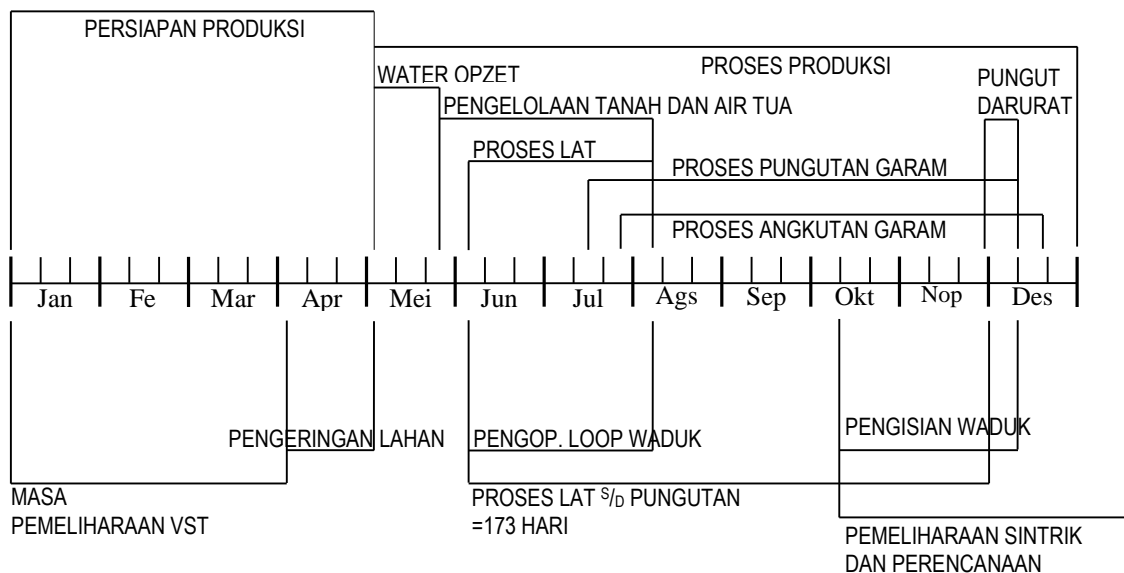 PERSIAPAN PRODUKSI
PROSES PRODUKSI
WATER OPZET
PUNGUT
DARURAT
PENGELOLAAN TANAH DAN AIR TUA
PROSES LAT
PROSES PUNGUTAN GARAM
PROSES ANGKUTAN GARAM
Jan Fe Mar Apr Mei Jun Jul Ags Sep Okt Nop Des
PENGERINGAN LAHAN
PENGOP. LOOP WADUK
PENGISIAN WADUK
MASA
PEMELIHARAAN VST
PROSES LAT S/D PUNGUTAN
=173 HARI
PEMELIHARAAN SINTRIK
DAN PERENCANAAN